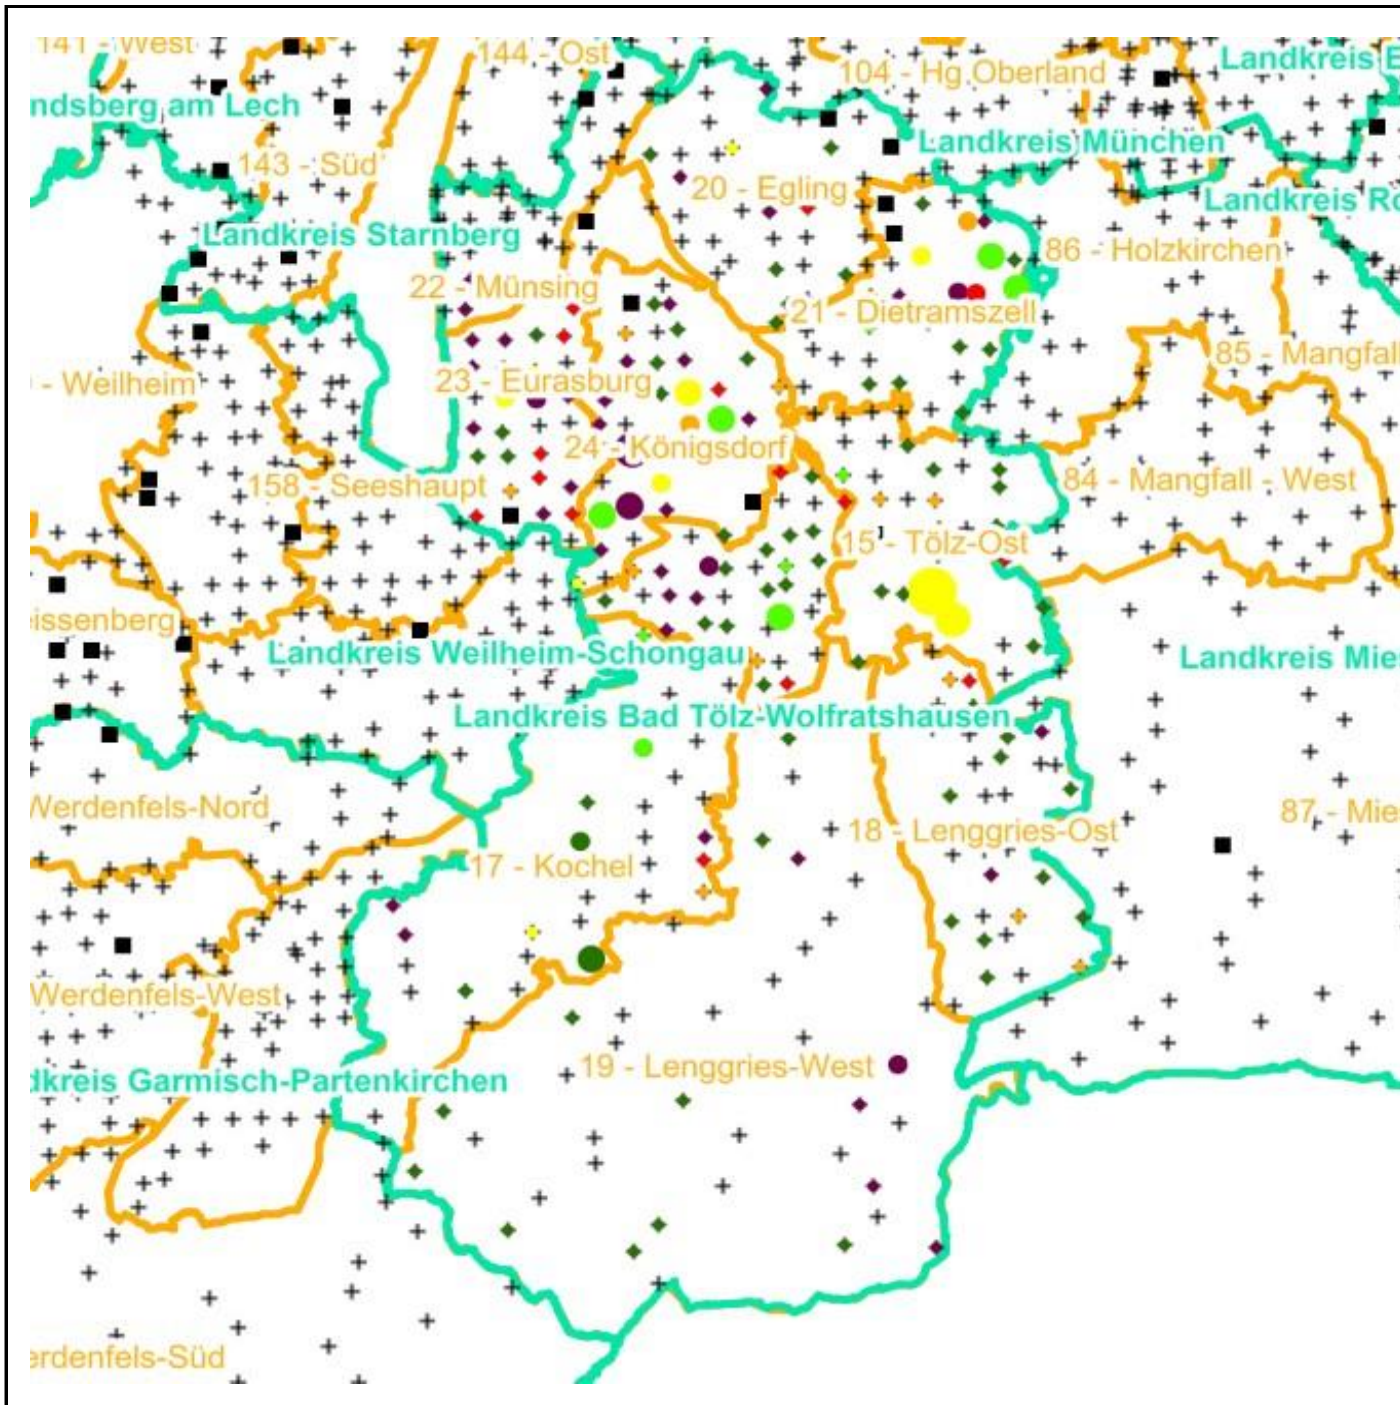 141 - West
144 - Ost
104 - Hg.Oberland
Landkreis E
ndsberg am Lech
Landkreis München
143 - Süd
20 - Egling
Landkreis Ro
Landkreis Starnberg
86 - Holzkirchen
22 - Münsing
21 - Dietramszell
85 - Mangfall
- Weilheim
23 - Eurasburg
24 - Königsdorf
158 - Seeshaupt
84 - Mangfall - West
15 - Tölz-Ost
eissenberg
Landkreis Weilheim-Schongau
Landkreis Mie
Landkreis Bad Tölz-Wolfratshausen
Werdenfels-Nord
87 - Mie
18 - Lenggries-Ost
17 - Kochel
Werdenfels-West
19 - Lenggries-West
dkreis Garmisch-Partenkirchen
erdenfels-Süd